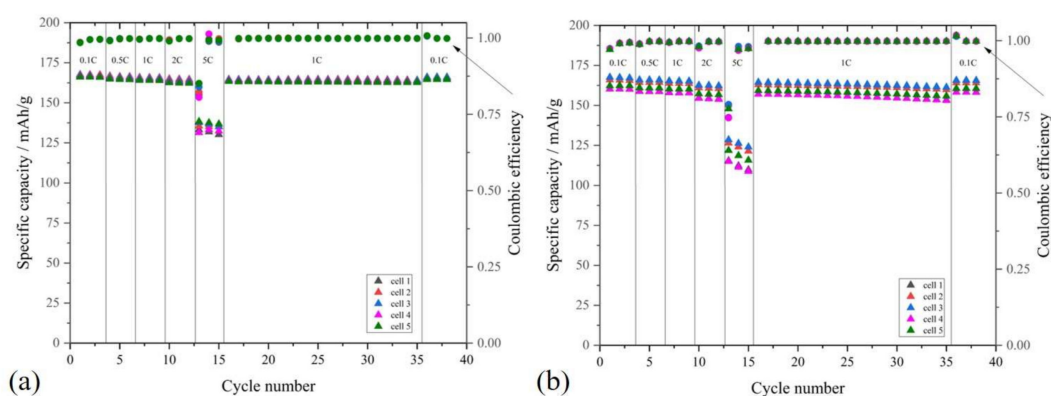 200
175
150
125
100
75
50
25
0
Specific capacity / mAh/g
0.1C 0.5C 1C 2C 5C 1C 0.1C
1.00
0.75
0.50
0.25
0.00
Coulombic efficiency
cell 1
cell 2
cell 3
cell 4
cell 5
0 5 10 15 20 25 30 35 40
Cycle number
(a)
200
175
150
125
100
75
50
25
0
Specific capacity / mAh/g
0.1C 0.5C 1C 2C 5C 1C 0.1C
1.00
0.75
0.50
0.25
0.00
Coulombic efficiency
cell 1
cell 2
cell 3
cell 4
cell 5
0 5 10 15 20 25 30 35 40
Cycle number
(b)